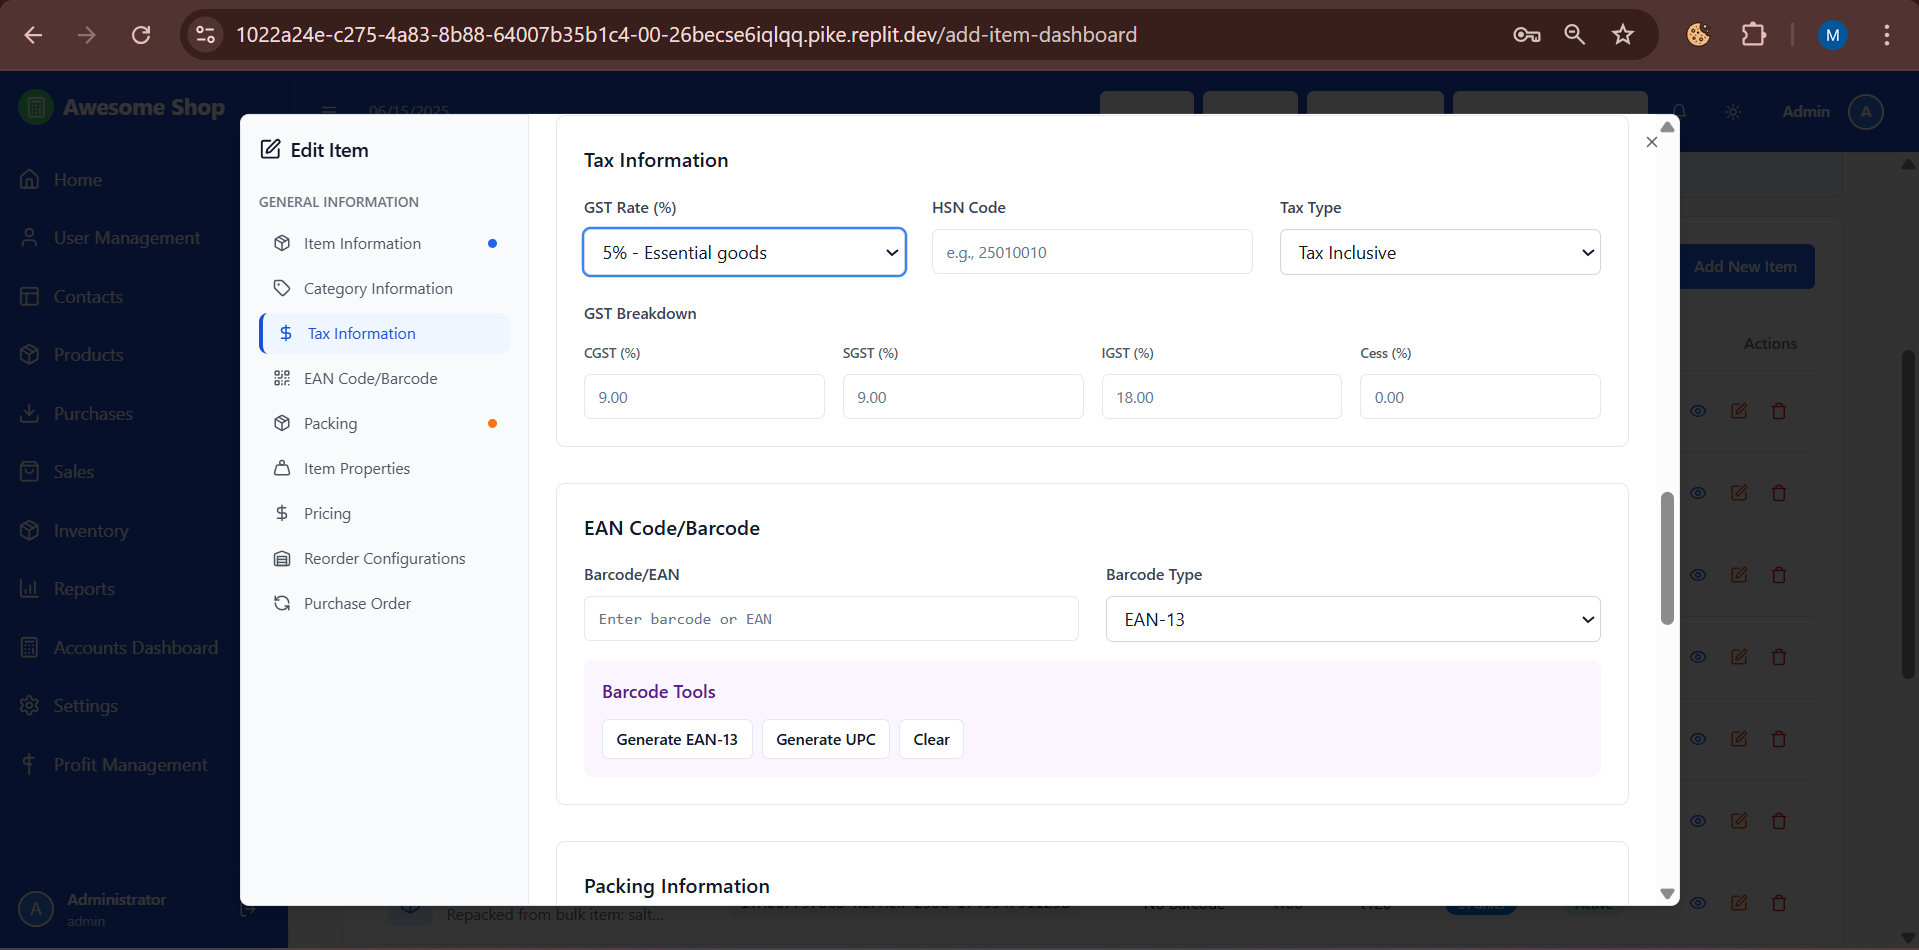 1022a24e-c275-4a83-8b88-64007b35b1c4-00-26becse6iqlqq.pike.replit.dev/add-item-dashboard
M
Awesome Shop
06/15/2025
Admin
A
Home
User Management
Contacts
Products
Purchases
Sales
Inventory
Reports
Accounts Dashboard
Settings
Profit Management
A
Administrator
admin
Edit Item
GENERAL INFORMATION
Item Information
Category Information
Tax Information
EAN Code/Barcode
Packing
Item Properties
Pricing
Reorder Configurations
Purchase Order
Tax Information
GST Rate (%)
HSN Code
Tax Type
5% - Essential goods
e.g., 25010010
Tax Inclusive
GST Breakdown
CGST (%)
SGST (%)
IGST (%)
Cess (%)
9.00
9.00
18.00
0.00
EAN Code/Barcode
Barcode/EAN
Barcode Type
Enter barcode or EAN
EAN-13
Barcode Tools
Generate EAN-13
Generate UPC
Clear
Packing Information
Add New Item
Actions
Repacked from bulk item: salt...